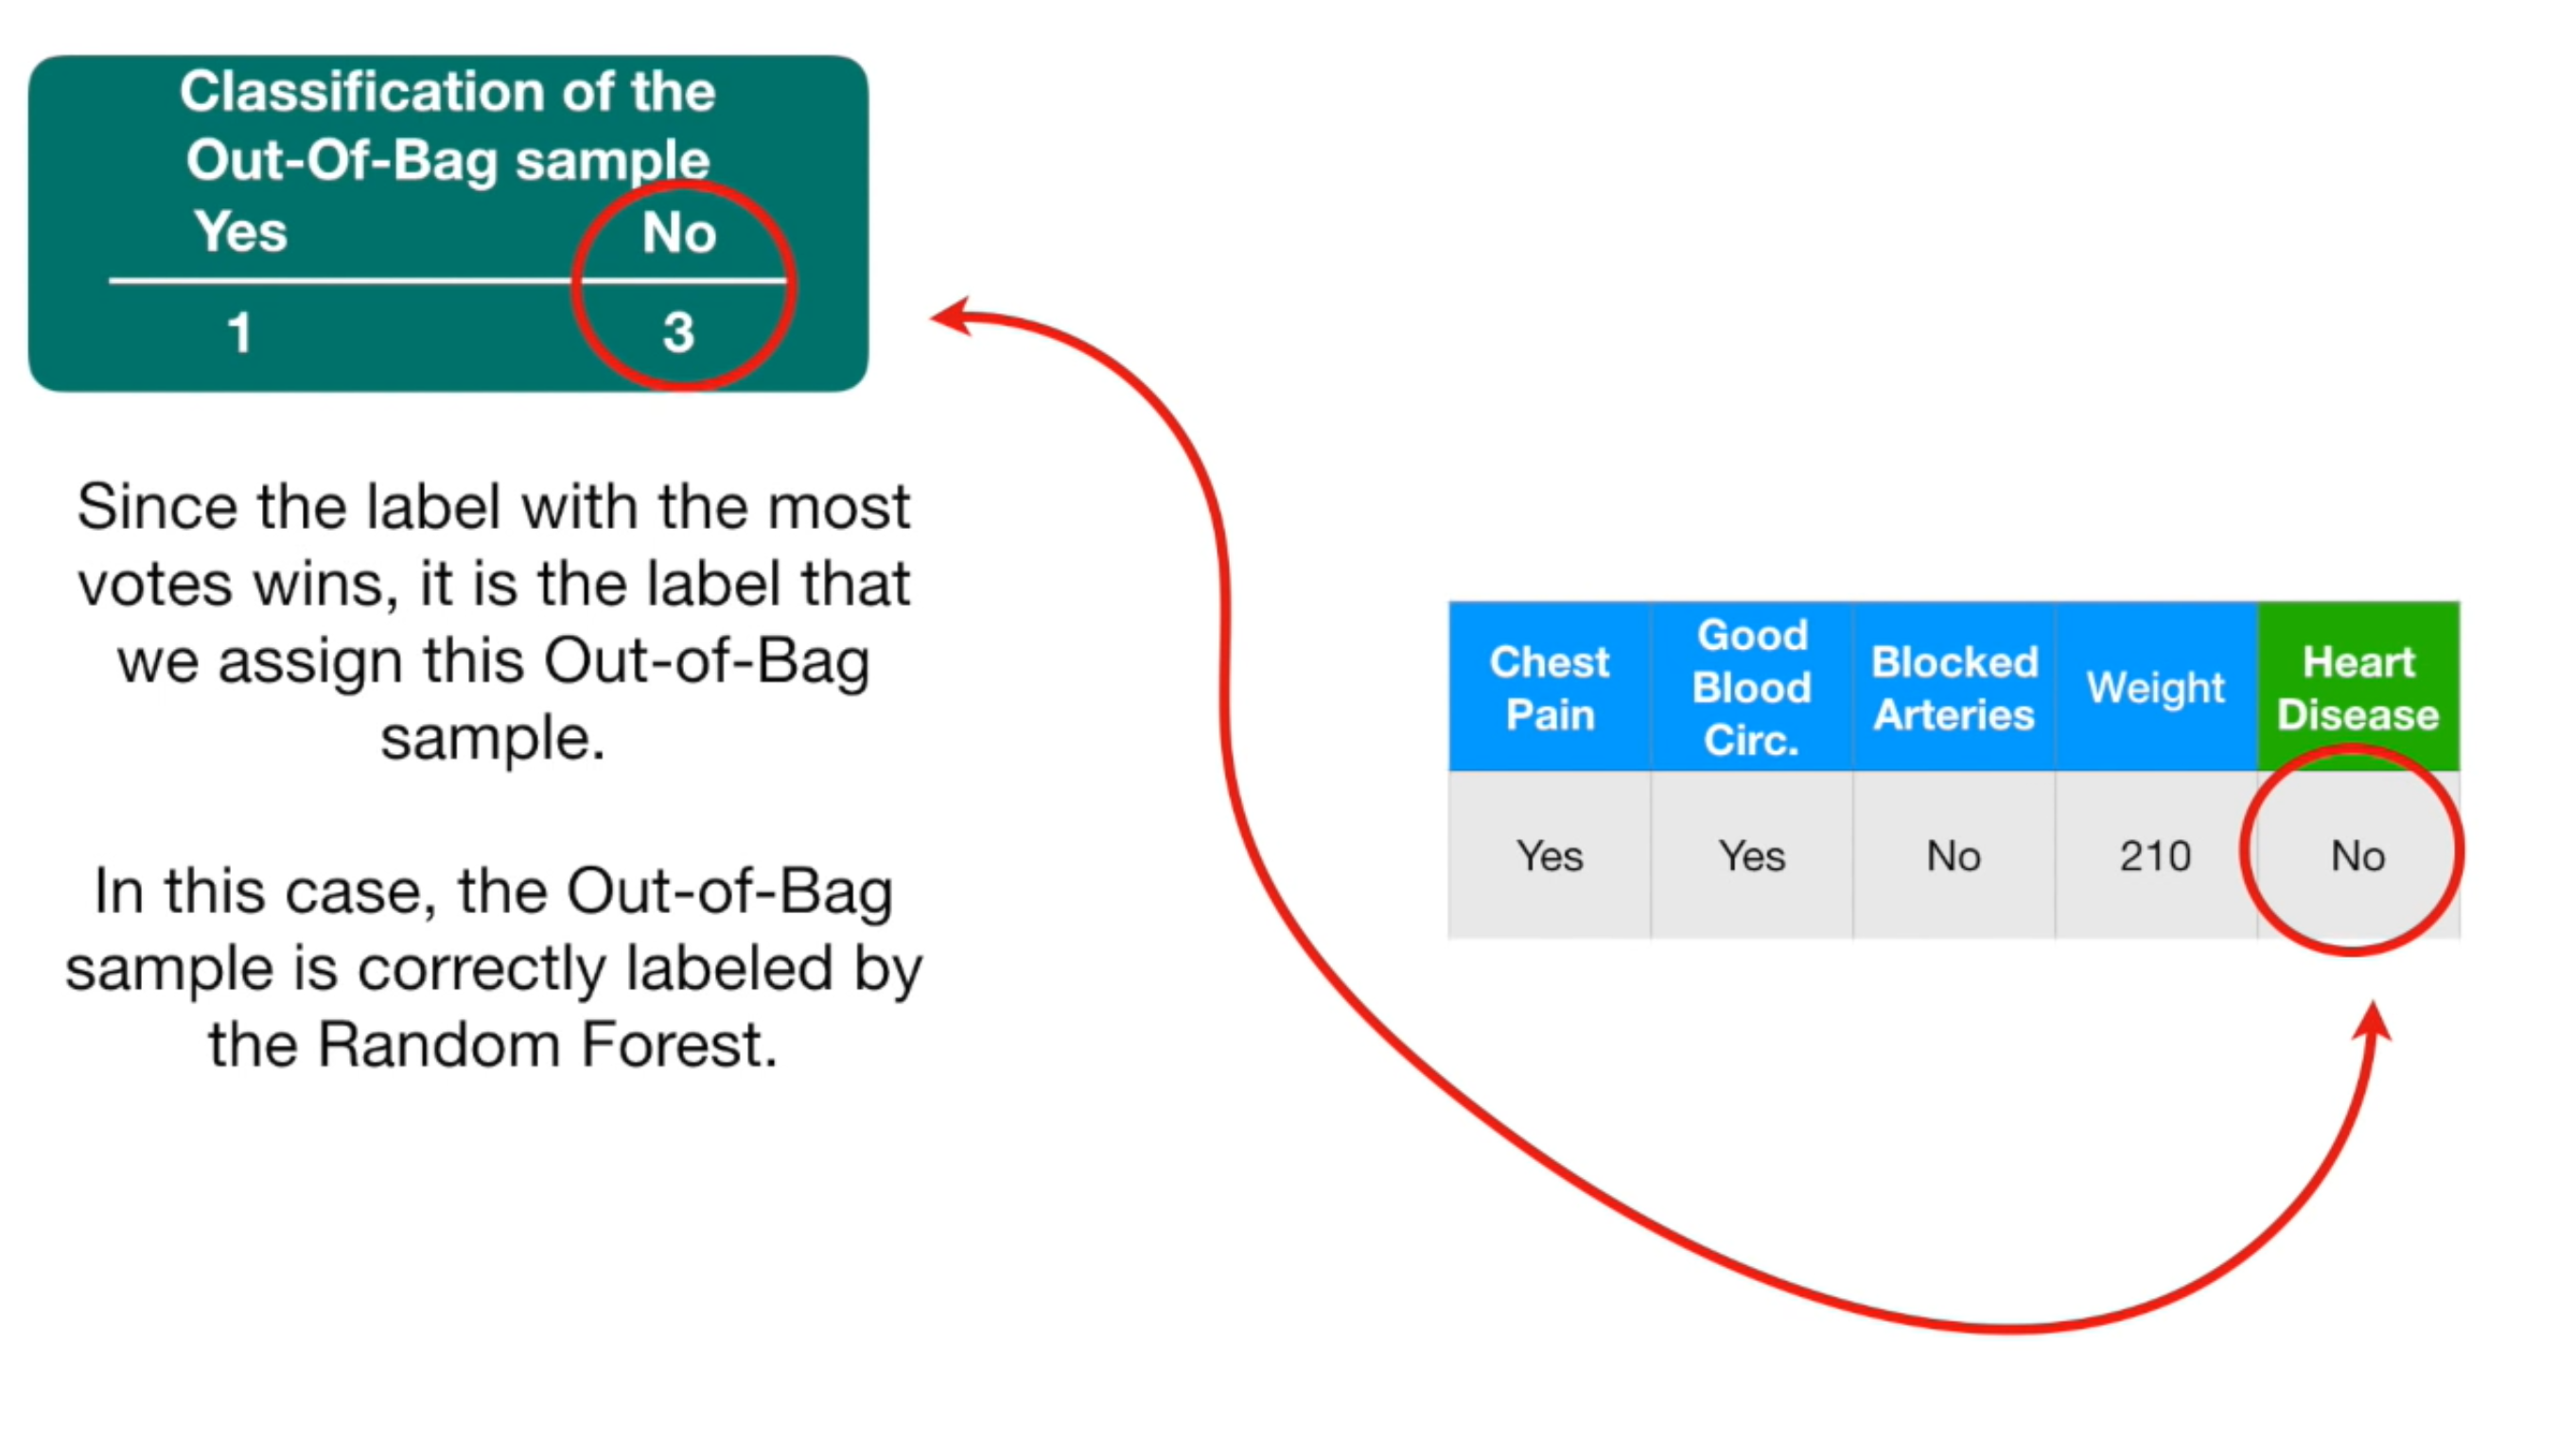 Classification of the
Out-Of-Bag sample
Yes No
1 3
Since the label with the most
votes wins, it is the label that
we assign this Out-of-Bag
sample.
In this case, the Out-of-Bag
sample is correctly labeled by
the Random Forest.
Chest
Pain
Good
Blood
Circ.
Blocked
Arteries
Weight
Heart
Disease
Yes Yes No 210 No